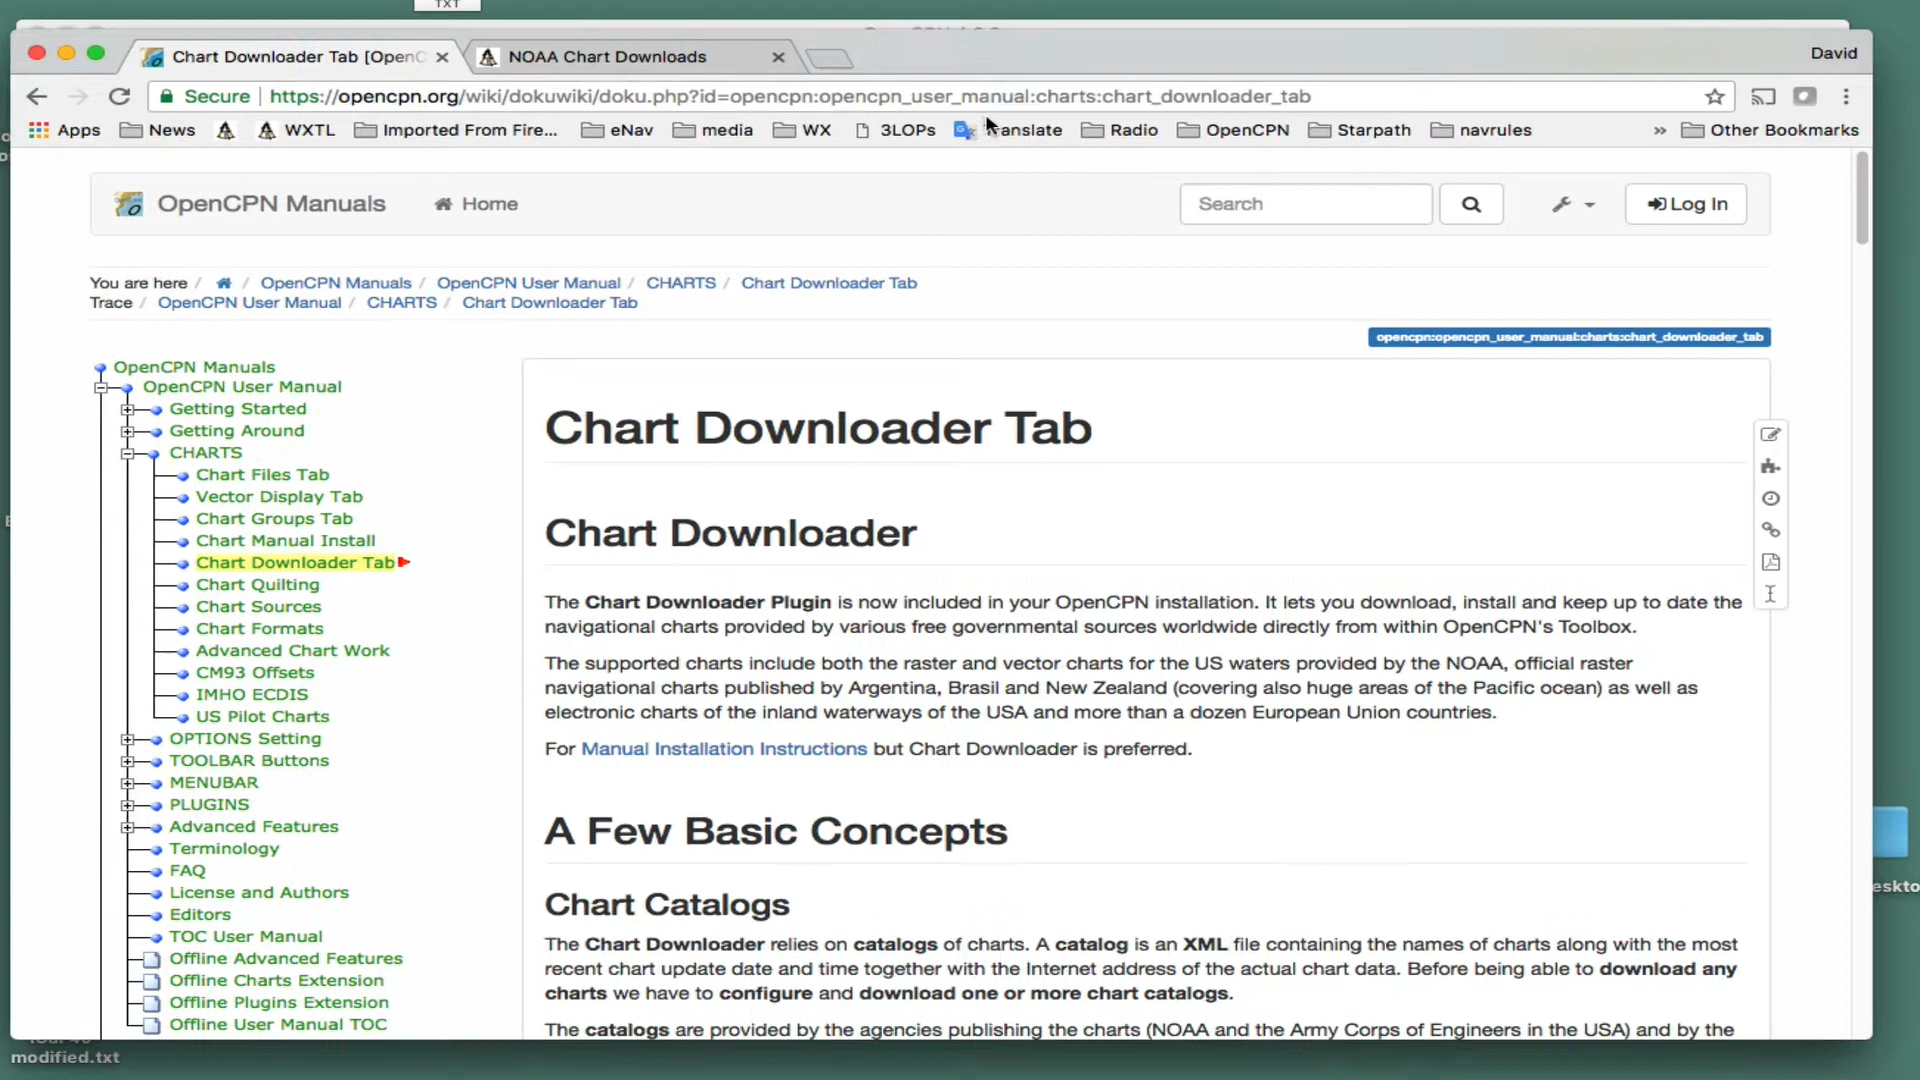 TXT
Chart Downloader Tab [OpenC
NOAA Chart Downloads
David
Secure
https://opencpn.org/wiki/dokuwiki/doku.php?id=opencpn:opencpn_user_manual:charts:chart_downloader_tab
Apps
News
WXTL
Imported From Fire...
eNav
media
WX
3LOPs
Translate
Radio
OpenCPN
Starpath
navrules
»
Other Bookmarks
OpenCPN Manuals
Home
Search
Log In
You are here / / OpenCPN Manuals / OpenCPN User Manual / CHARTS / Chart Downloader Tab
Trace / OpenCPN User Manual / CHARTS / Chart Downloader Tab
opencpn:opencpn_user_manual:charts:chart_downloader_tab
OpenCPN Manuals
OpenCPN User Manual
Getting Started
Getting Around
CHARTS
Chart Files Tab
Vector Display Tab
Chart Groups Tab
Chart Manual Install
Chart Downloader Tab
Chart Quilting
Chart Sources
Chart Formats
Advanced Chart Work
CM93 Offsets
IMHO ECDIS
US Pilot Charts
OPTIONS Setting
TOOLBAR Buttons
MENUBAR
PLUGINS
Advanced Features
Terminology
FAQ
License and Authors
Editors
TOC User Manual
Offline Advanced Features
Offline Charts Extension
Offline Plugins Extension
Offline User Manual TOC
Chart Downloader Tab
Chart Downloader
The Chart Downloader Plugin is now included in your OpenCPN installation. It lets you download, install and keep up to date the
navigational charts provided by various free governmental sources worldwide directly from within OpenCPN's Toolbox.
The supported charts include both the raster and vector charts for the US waters provided by the NOAA, official raster
navigational charts published by Argentina, Brasil and New Zealand (covering also huge areas of the Pacific ocean) as well as
electronic charts of the inland waterways of the USA and more than a dozen European Union countries.
For Manual Installation Instructions but Chart Downloader is preferred.
A Few Basic Concepts
Chart Catalogs
The Chart Downloader relies on catalogs of charts. A catalog is an XML file containing the names of charts along with the most
recent chart update date and time together with the Internet address of the actual chart data. Before being able to download any
charts we have to configure and download one or more chart catalogs.
The catalogs are provided by the agencies publishing the charts (NOAA and the Army Corps of Engineers in the USA) and by the
eskto
modified.txt